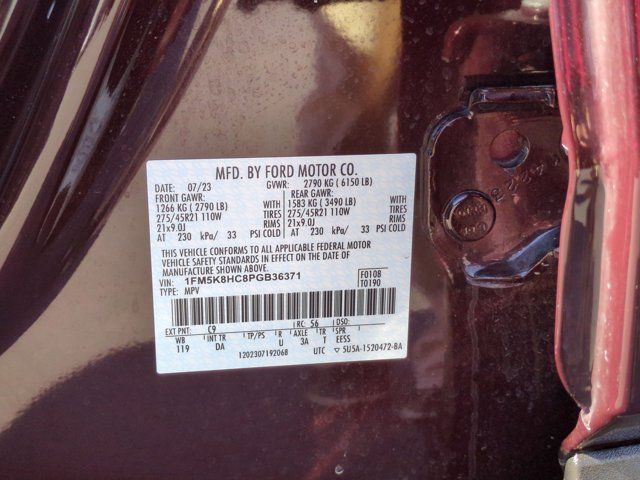 MFD. BY FORD MOTOR CO.
DATE: 07/23 GVWR: 2790 KG ( 6150 LB)
FRONT GAWR: REAR GAWR:
1266 KG ( 2790 LB) WITH 1583 KG ( 3490 LB) WITH
275/45R21 110W TIRES 275/45R21 110W TIRES
21x9.0J RIMS 21x9.0J RIMS
AT 230 kPa/ 33 PSI COLD AT 230 kPa/ 33 PSI COLD
THIS VEHICLE CONFORMS TO ALL APPLICABLE FEDERAL MOTOR
VEHICLE SAFETY STANDARDS IN EFFECT ON THE DATE OF
MANUFACTURE SHOWN ABOVE.
VIN: 1FM5K8HC8PGB36371 F0108
TYPE: MPV T0190
EXT PNT: C9 RC: 56 DSO:
WB INT TR TP/PS R AXLE TR SPR
119 DA U 3A T EESS
1202307192068 UTC ▽ 5U5A-1520472-BA